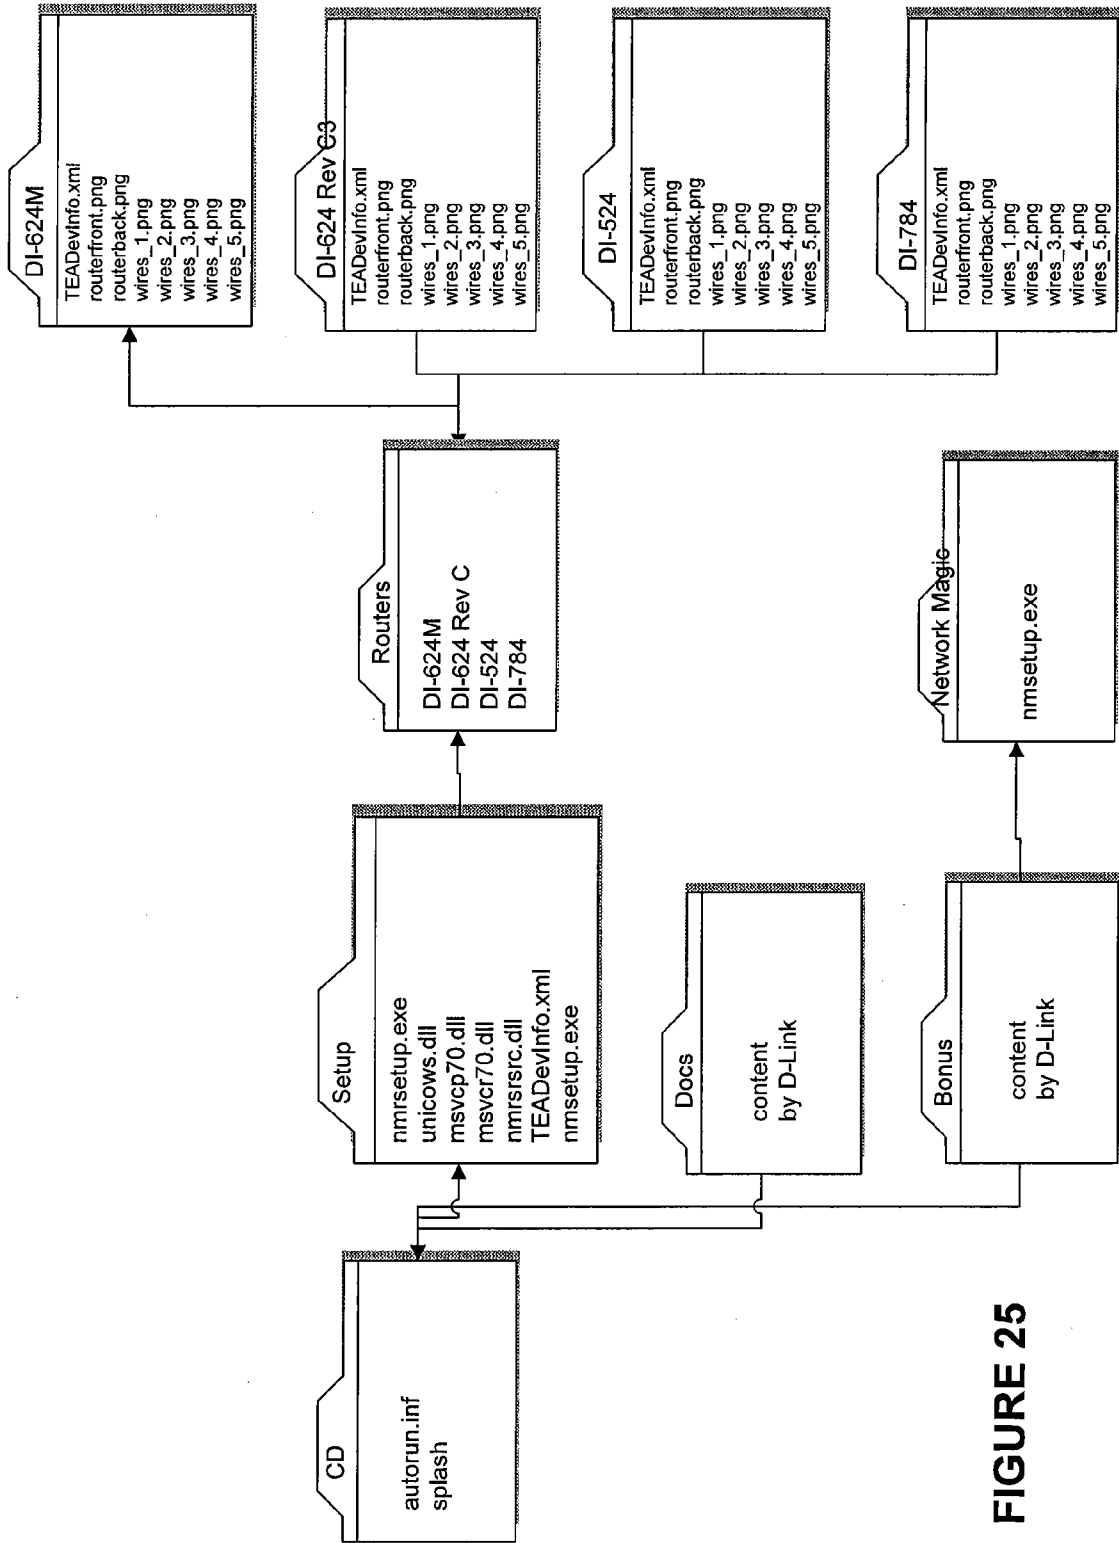 CD
autorun.inf
splash
Setup
nmrsetup.exe
unicows.dll
msvcp70.dll
msvcr70.dll
nmrsrsrc.dll
TEADevInfo.xml
nmsetup.exe
Docs
content
by D-Link
Bonus
content
by D-Link
Routers
DI-624M
DI-624 Rev C
DI-524
DI-784
Network Magic
nmsetup.exe
DI-624M
TEADevInfo.xml
routerfront.png
routerback.png
wires_1.png
wires_2.png
wires_3.png
wires_4.png
wires_5.png
DI-624 Rev C3
TEADevInfo.xml
routerfront.png
routerback.png
wires_1.png
wires_2.png
wires_3.png
wires_4.png
wires_5.png
DI-524
TEADevInfo.xml
routerfront.png
routerback.png
wires_1.png
wires_2.png
wires_3.png
wires_4.png
wires_5.png
DI-784
TEADevInfo.xml
routerfront.png
routerback.png
wires_1.png
wires_2.png
wires_3.png
wires_4.png
wires_5.png
FIGURE 25